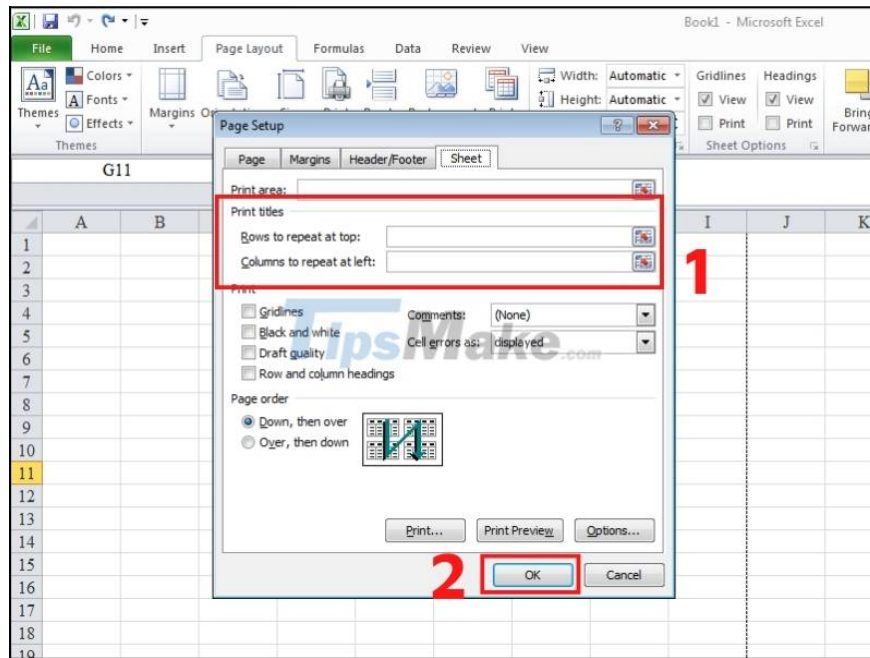 Book1 - Microsoft Excel
File Home Insert Page Layout Formulas Data Review View
Colors
Fonts
Effects
Themes
Margins
Width: Automatic
Height: Automatic
Gridlines Headings
View View
Print Print
Bring
Forward
Themes
Sheet Options
G11
Page Setup
Page Margins Header/Footer Sheet
Print area:
Print titles
Rows to repeat at top:
Columns to repeat at left:
1
Print
Gridlines
Black and white
Draft quality
Row and column headings
Comments: (None)
Cell errors as: displayed
TipsMake.com
Page order
Down, then over
Over, then down
Print... Print Preview Options...
2
OK Cancel
A B I J K
1
2
3
4
5
6
7
8
9
10
11
12
13
14
15
16
17
18
19